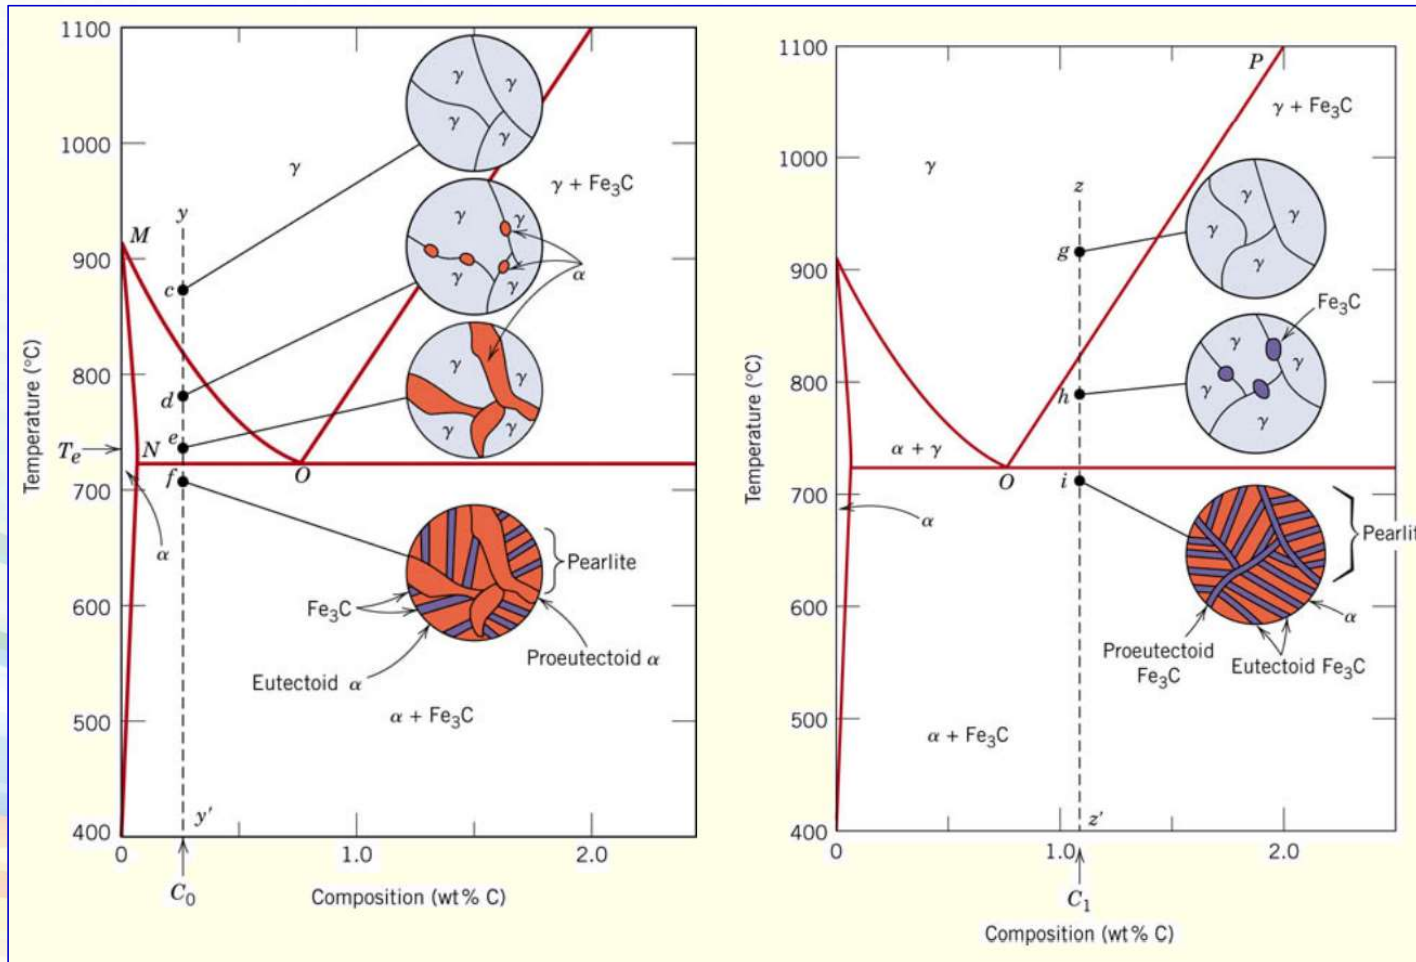 1100
1000
900
800
700
600
500
400
Temperature (°C)
γ
γ
γ
γ
γ
γ + Fe₃C
y
M
c
γ
γ
γ
γ
α
d
γ
γ
γ
e
Tₑ
N
f
O
α
Pearlite
Fe₃C
Proeutectoid α
Eutectoid α
α + Fe₃C
y′
0
1.0
2.0
C₀
Composition (wt% C)
1100
1000
900
800
700
600
500
400
Temperature (°C)
P
γ + Fe₃C
γ
z
g
γ
γ
γ
γ
Fe₃C
h
γ
γ
γ
γ
α + γ
O
i
α
Pearlit
α
Proeutectoid
Fe₃C
Eutectoid Fe₃C
α + Fe₃C
z′
0
1.0
2.0
C₁
Composition (wt% C)